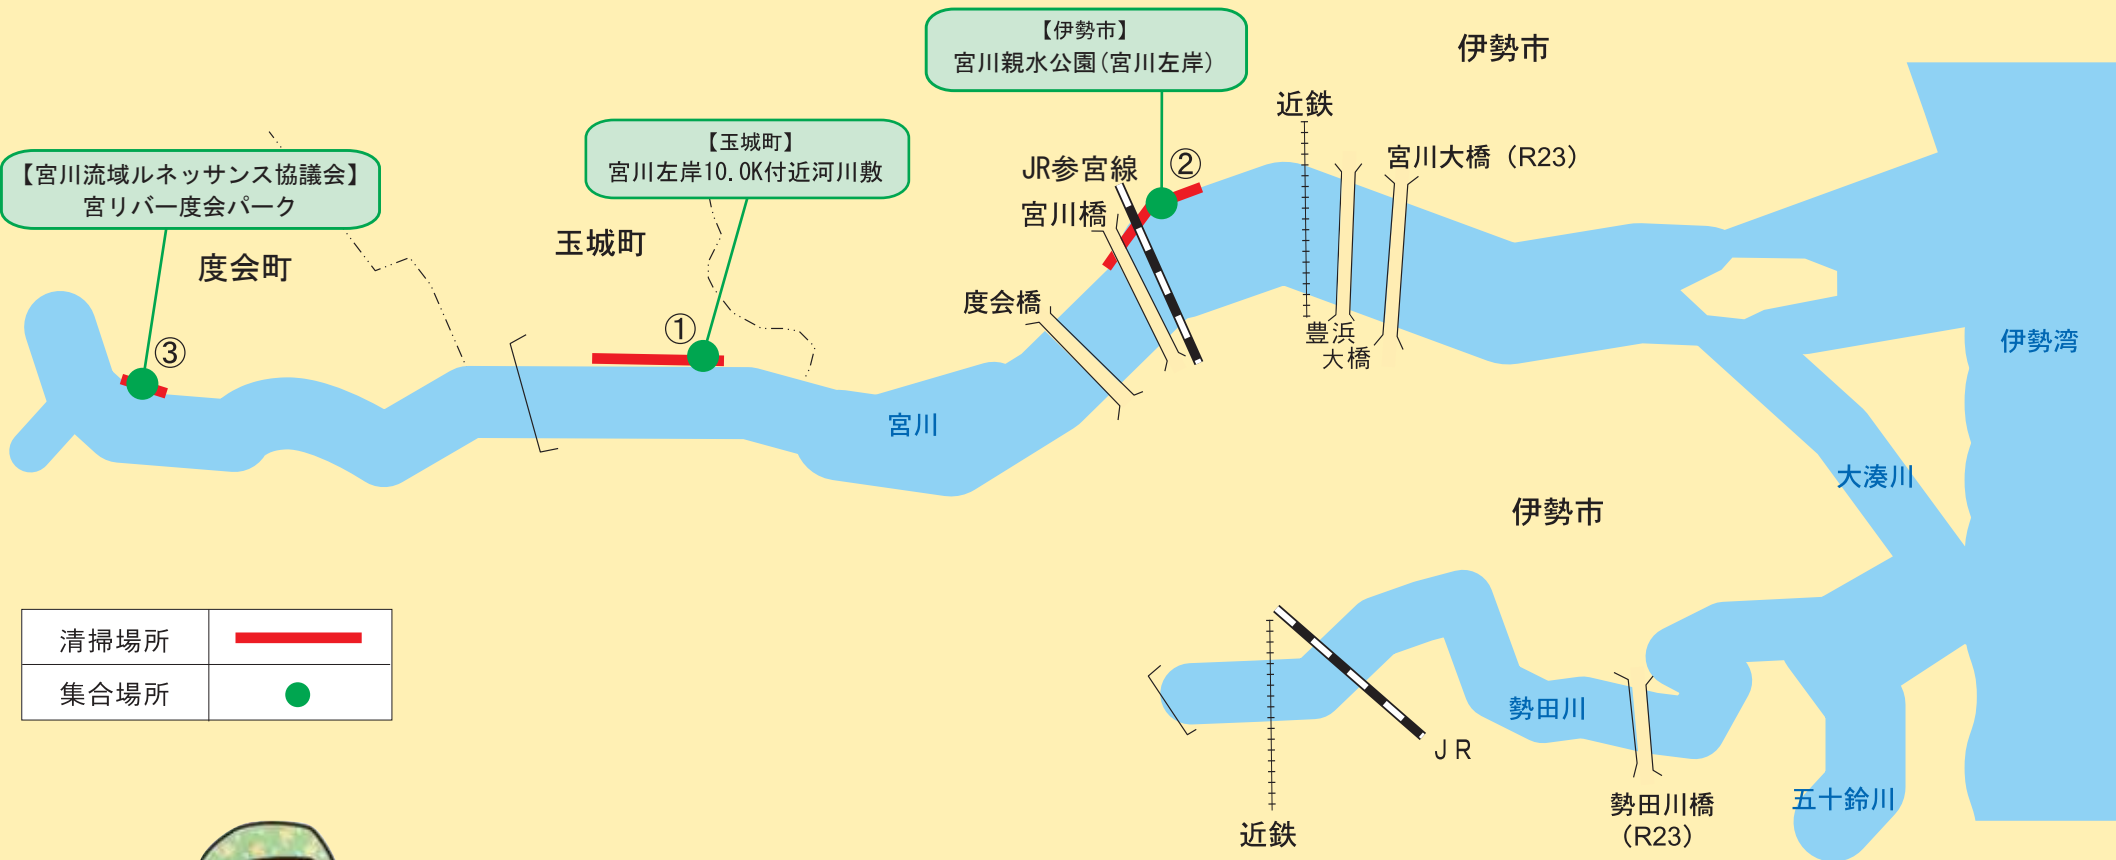 【伊勢市】
宮川親水公園(宮川左岸)
伊勢市
近鉄
【玉城町】
宮川左岸10.0K付近河川敷
JR参宮線
②
宮川大橋（R23）
【宮川流域ルネッサンス協議会】
宮リバー度会パーク
宮川橋
玉城町
度会町
度会橋
①
豊浜
大橋
③
伊勢湾
宮川
大湊川
伊勢市
清掃場所
集合場所
勢田川
JR
勢田川橋
（R23）
五十鈴川
近鉄